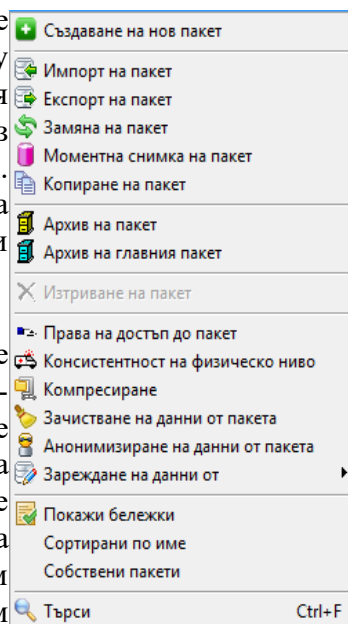 Създаване на нов пакет
Импорт на пакет
Експорт на пакет
Замяна на пакет
Моментна снимка на пакет
Копиране на пакет
Архив на пакет
Архив на главния пакет
Изтриване на пакет
Права на достъп до пакет
Консистентност на физическо ниво
Компресиране
Зачистване на данни от пакета
Анонимизиране на данни от пакета
Зареждане на данни от
Покажи бележки
Сортирани по име
Собствени пакети
Търси Ctrl+F